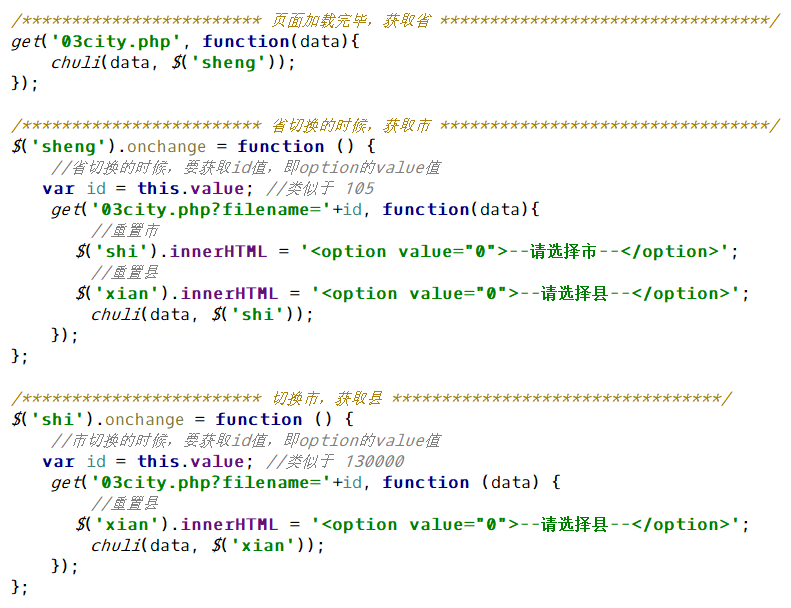 /************************ 页面加载完毕，获取省 *********************************/
get('03city.php', function(data){
    chuli(data, $('sheng'));
});

/************************ 省切换的时候，获取市 *********************************/
$('sheng').onchange = function () {
    //省切换的时候，要获取id值，即option的value值
   var id = this.value; //类似于 105
    get('03city.php?filename='+id, function(data){
        //重置市
        $('shi').innerHTML = '<option value="0">--请选择市--</option>';
        //重置县
        $('xian').innerHTML = '<option value="0">--请选择县--</option>';
        chuli(data, $('shi'));
    });
};

/************************ 切换市，获取县 *********************************/
$('shi').onchange = function () {
    //市切换的时候，要获取id值，即option的value值
   var id = this.value; //类似于 130000
    get('03city.php?filename='+id, function (data) {
        //重置县
        $('xian').innerHTML = '<option value="0">--请选择县--</option>';
        chuli(data, $('xian'));
    });
};